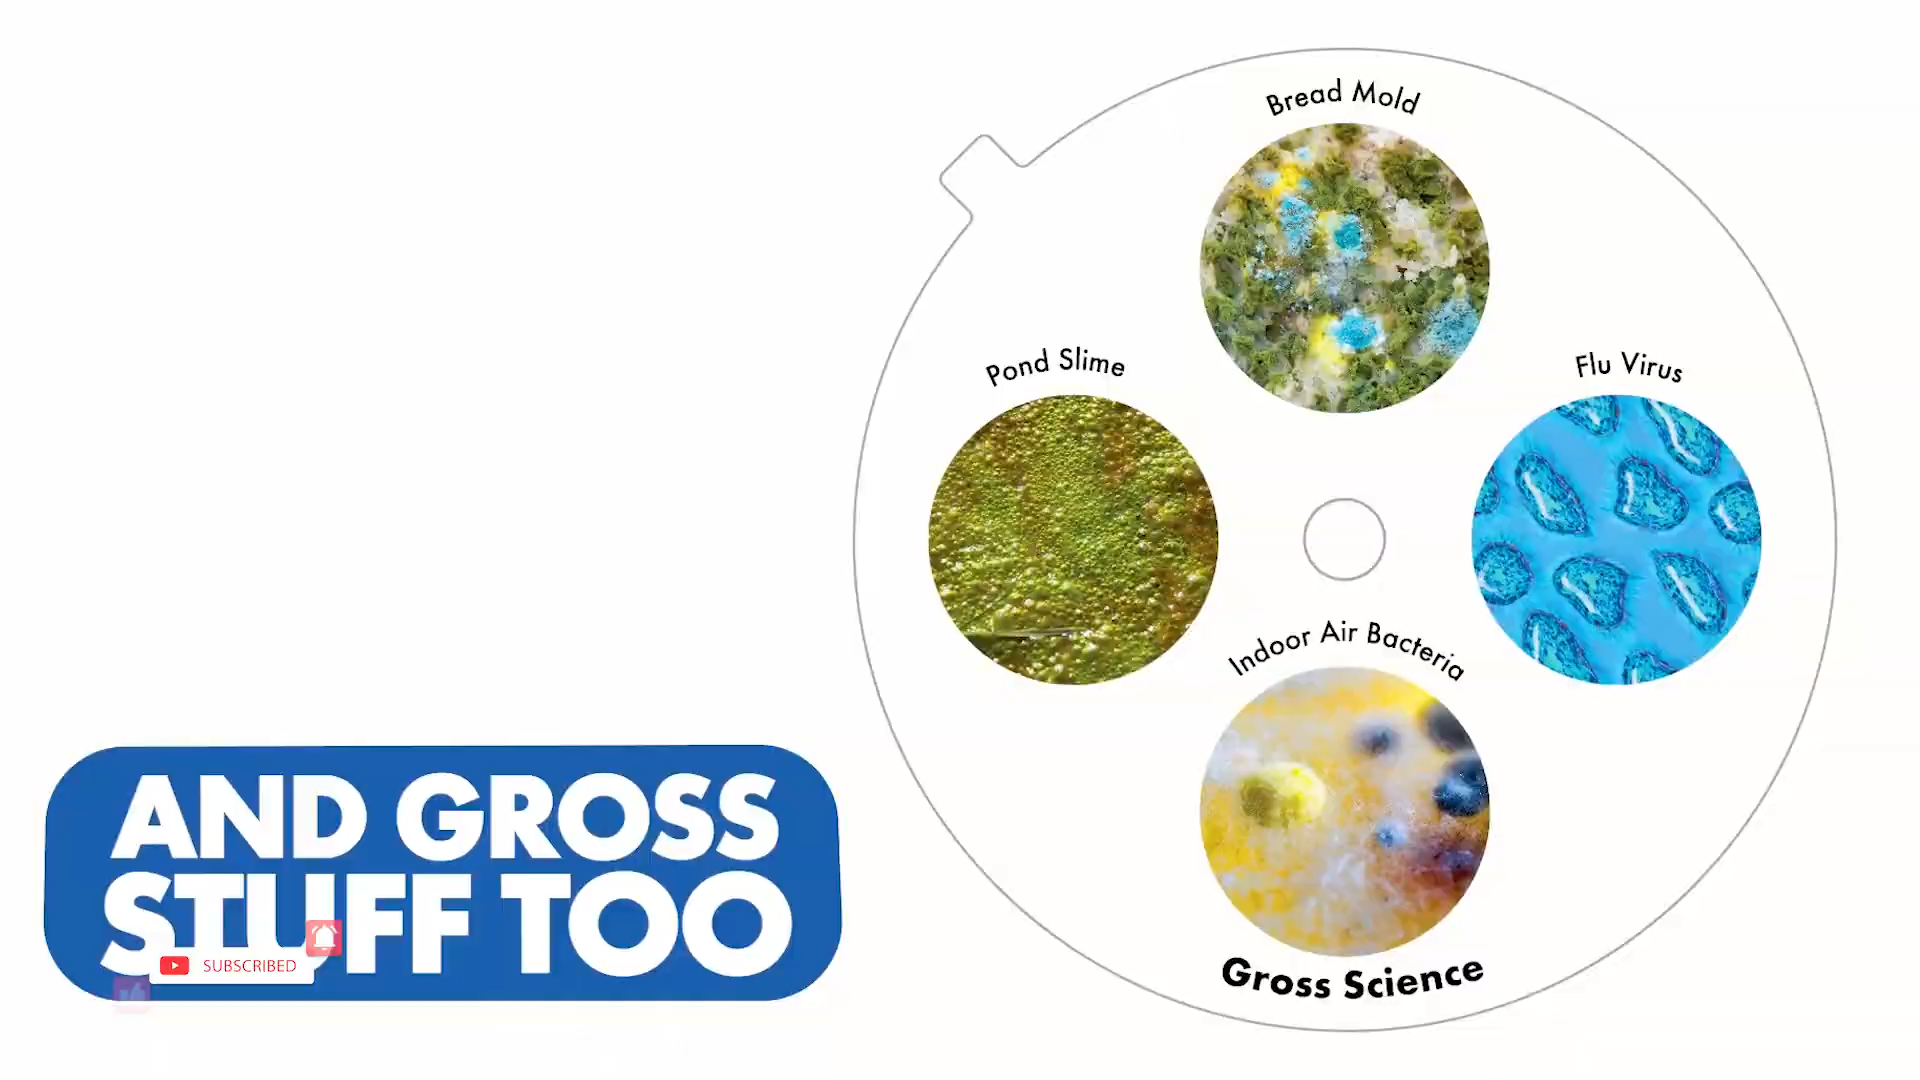 Bread Mold
Pond Slime
Flu Virus
Indoor Air Bacteria
Gross Science
AND GROSS
STUFF TOO
SUBSCRIBED